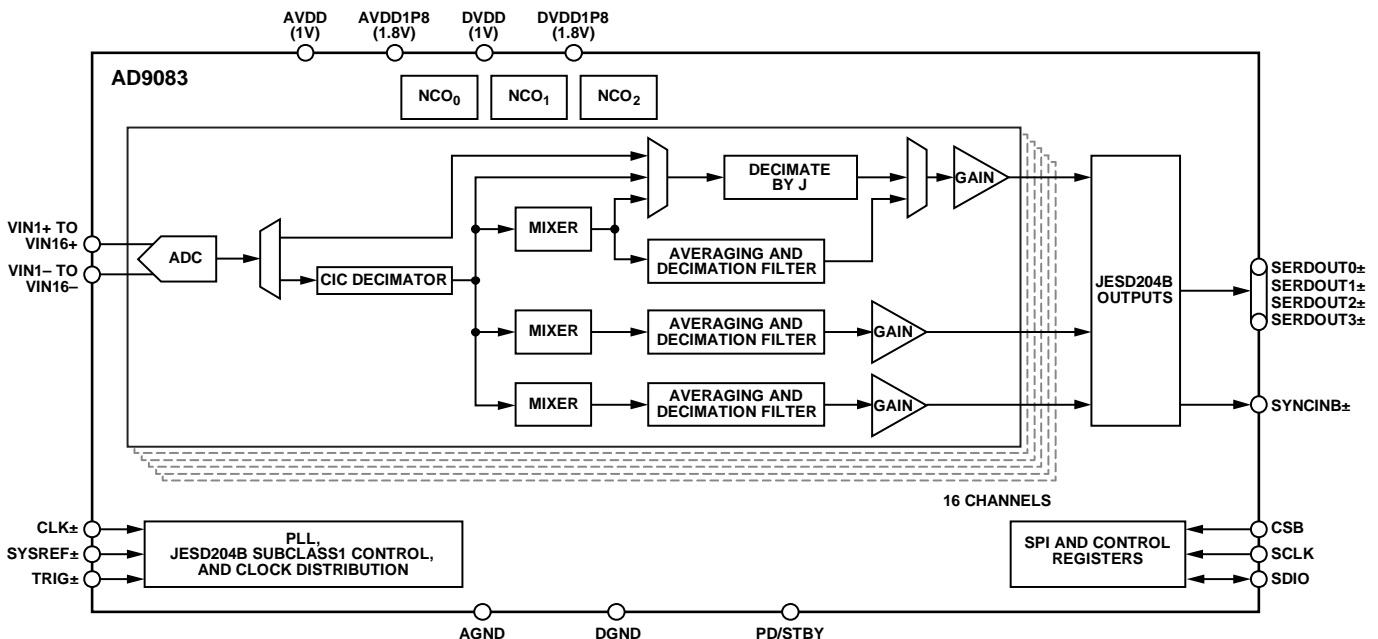 AVDD
(1V)
AVDD1P8
(1.8V)
DVDD
(1V)
DVDD1P8
(1.8V)
AD9083
NCO0
NCO1
NCO2
VIN1+ TO
VIN16+
VIN1– TO
VIN16–
ADC
CIC DECIMATOR
MIXER
DECIMATE
BY J
AVERAGING AND
DECIMATION FILTER
GAIN
MIXER
AVERAGING AND
DECIMATION FILTER
GAIN
MIXER
AVERAGING AND
DECIMATION FILTER
GAIN
JESD204B
OUTPUTS
SERDOUT0±
SERDOUT1±
SERDOUT2±
SERDOUT3±
SYNCINB±
16 CHANNELS
CLK±
SYSREF±
TRIG±
PLL,
JESD204B SUBCLASS1 CONTROL,
AND CLOCK DISTRIBUTION
SPI AND CONTROL
REGISTERS
CSB
SCLK
SDIO
AGND
DGND
PD/STBY